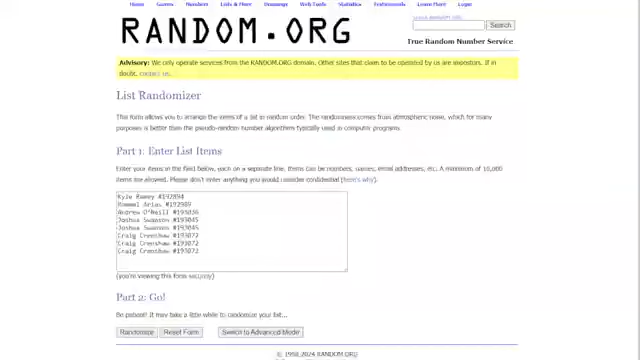 Home Games Numbers Lists & More Drawings Web Tools Statistics Testimonials Learn More Login
RANDOM.ORG
Search
True Random Number Service
Advisory: We only operate services from the RANDOM.ORG domain. Other sites that claim to be operated by us are impostors. If in
doubt, contact us.
List Randomizer
This form allows you to arrange the items of a list in random order. The randomness comes from atmospheric noise, which for many
purposes is better than the pseudo-random number algorithms typically used in computer programs.
Part 1: Enter List Items
Enter your items in the field below, each on a separate line. Items can be numbers, names, email addresses, etc. A maximum of 10,000
items are allowed. Please don't enter anything you would consider confidential (here's why).
Kyle Ramey #192894
Rommel Arias #192989
Andrew O'Neill #193036
Joshua Swanson #193045
Joshua Swanson #193045
Craig Crenshaw #193072
Craig Crenshaw #193072
Craig Crenshaw #193072
(you're viewing this form securely)
Part 2: Go!
Be patient! It may take a little while to randomize your list...
Randomize Reset Form Switch to Advanced Mode
© 1998-2024 RANDOM.ORG